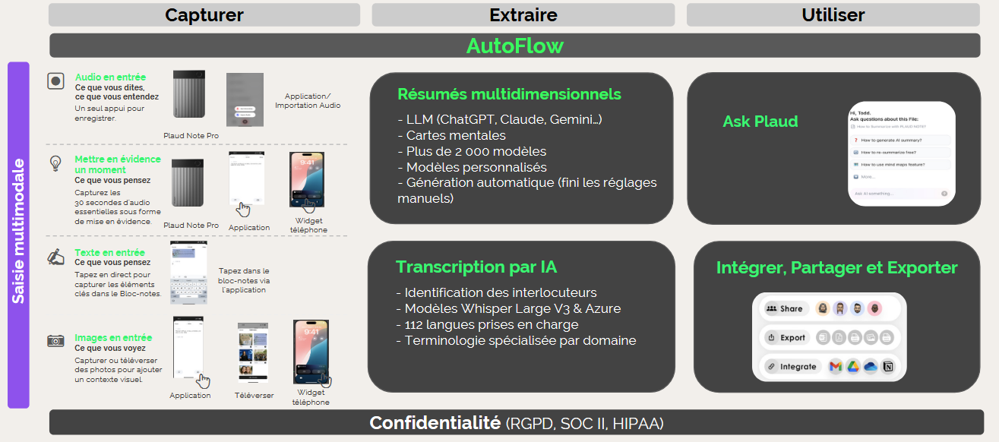 Capturer
Extraire
Utiliser
AutoFlow
Saisie multimodale
Audio en entrée
Ce que vous dites,
ce que vous entendez
Un seul appui pour
enregistrer.
Plaud Note Pro
Application/
Importation Audio
Mettre en évidence
un moment
Ce que vous pensez
Capturez les
30 secondes d'audio
essentielles sous forme
de mise en évidence.
Plaud Note Pro
Application
9:41
Widget
téléphone
Texte en entrée
Ce que vous pensez
Tapez en direct pour
capturer les éléments
clés dans le Bloc-notes.
Tapez dans le
bloc-notes via
l'application
Images en entrée
Ce que vous voyez
Capturer ou téléverser
des photos pour ajouter
un contexte visuel.
Application
Téléverser
9:41
Widget
téléphone
Résumés multidimensionnels
- LLM (ChatGPT, Claude, Gemini…)
- Cartes mentales
- Plus de 2 000 modèles
- Modèles personnalisés
- Génération automatique (fini les réglages
manuels)
Transcription par IA
- Identification des interlocuteurs
- Modèles Whisper Large V3 & Azure
- 112 langues prises en charge
- Terminologie spécialisée par domaine
Ask Plaud
Hi, Todd.
Ask questions about this File:
How to Summarize with PLAUD NOTE?
How to generate AI summary?
How to re-summarize free?
How to use mind maps feature?
More...
Ask AI something...
Intégrer, Partager et Exporter
Share
Export
Integrate
Confidentialité (RGPD, SOC II, HIPAA)